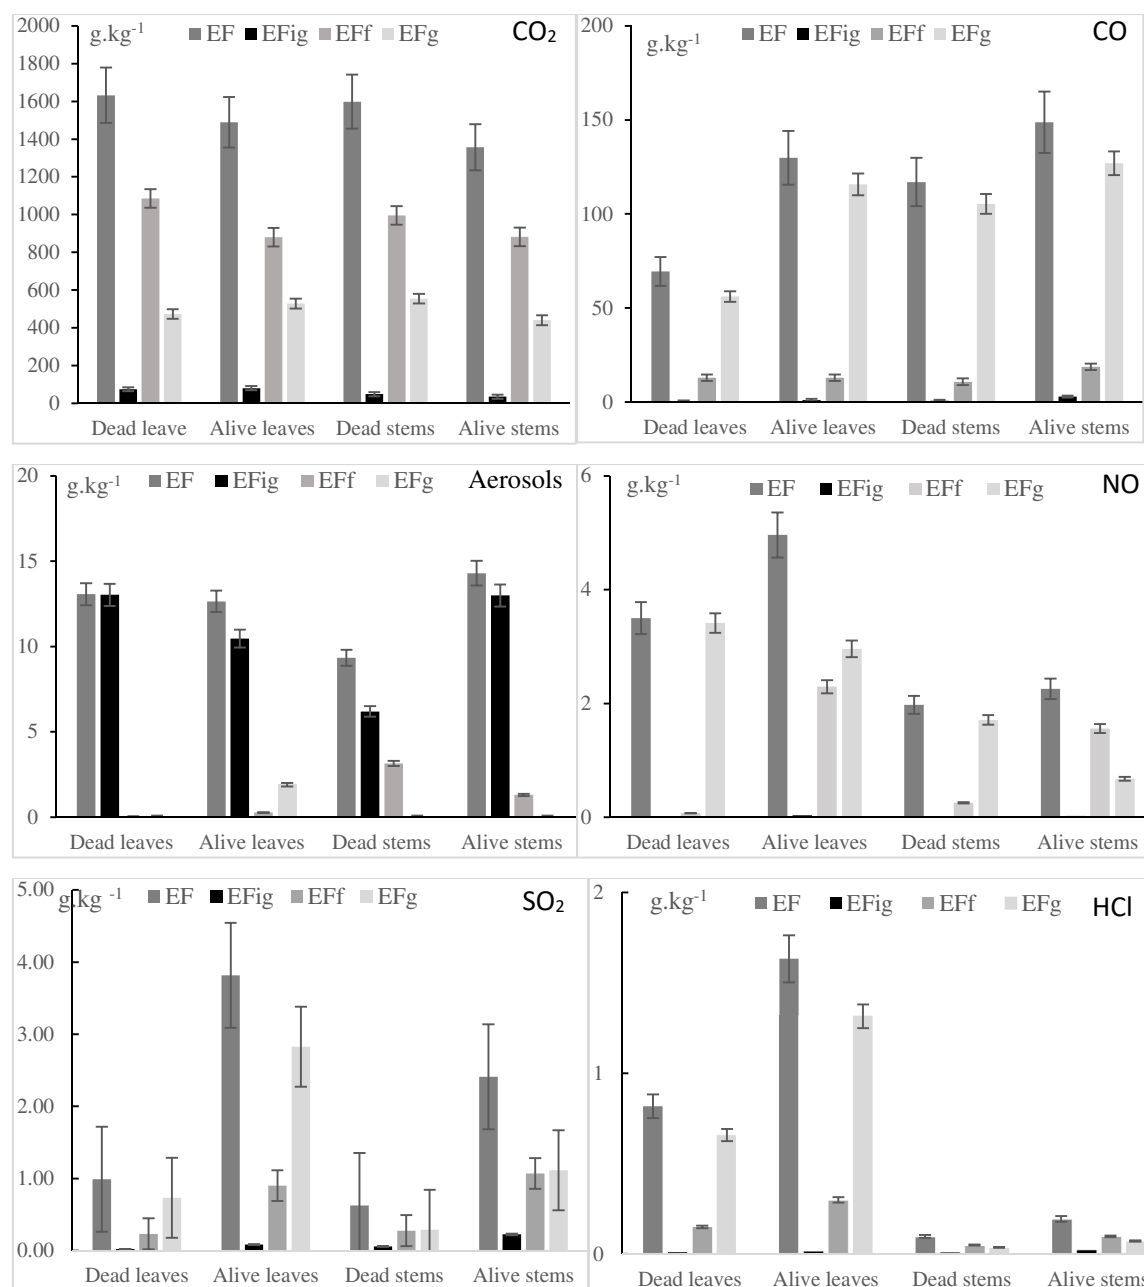 g.kg-1 EF EFig EFf EFg CO2
2000
1800
1600
1400
1200
1000
800
600
400
200
0
Dead leave Alive leaves Dead stems Alive stems
g.kg-1 EF EFig EFf EFg CO
200
150
100
50
0
Dead leaves Alive leaves Dead stems Alive stems
g.kg-1 EF EFig EFf EFg Aerosols
20
15
10
5
0
Dead leaves Alive leaves Dead stems Alive stems
g.kg-1 EF EFig EFf EFg NO
6
4
2
0
Dead leaves Alive leaves Dead stems Alive stems
g.kg -1 EF EFig EFf EFg SO2
5.00
4.00
3.00
2.00
1.00
0.00
Dead leaves Alive leaves Dead stems Alive stems
g.kg-1 EF EFig EFf EFg HCl
2
1
0
Dead leaves Alive leaves Dead stems Alive stems